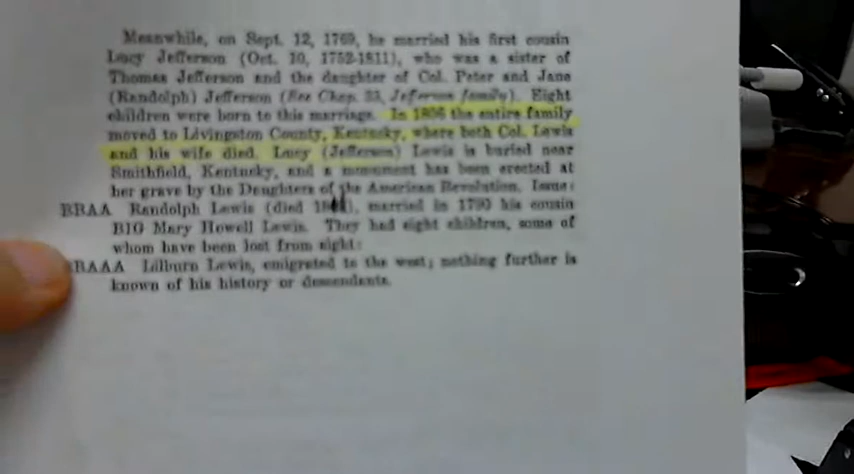 Meanwhile, on Sept. 12, 1769, he married his first cousin
Lucy Jefferson (Oct. 10, 1752-1811), who was a sister of
Thomas Jefferson and the daughter of Col. Peter and Jane
(Randolph) Jefferson (See Chap. 33, Jefferson family). Eight
children were born to this marriage. In the entire family
moved to Livingston County, Kentucky, where both Col. Lewis
and his wife died. Lucy (Jefferson) Lewis is buried near
Smithfield, Kentucky, and a monument has been erected at
her grave by the Daughters of the American Revolution. Issue:
BRAA Randolph Lewis (died married in 1790 his cousin
BIG Mary Howell Lewis. They had eight children, some of
whom have been lost from sight:
BAAA Lilburn Lewis, emigrated to the west; nothing further is
known of his history or descendants.